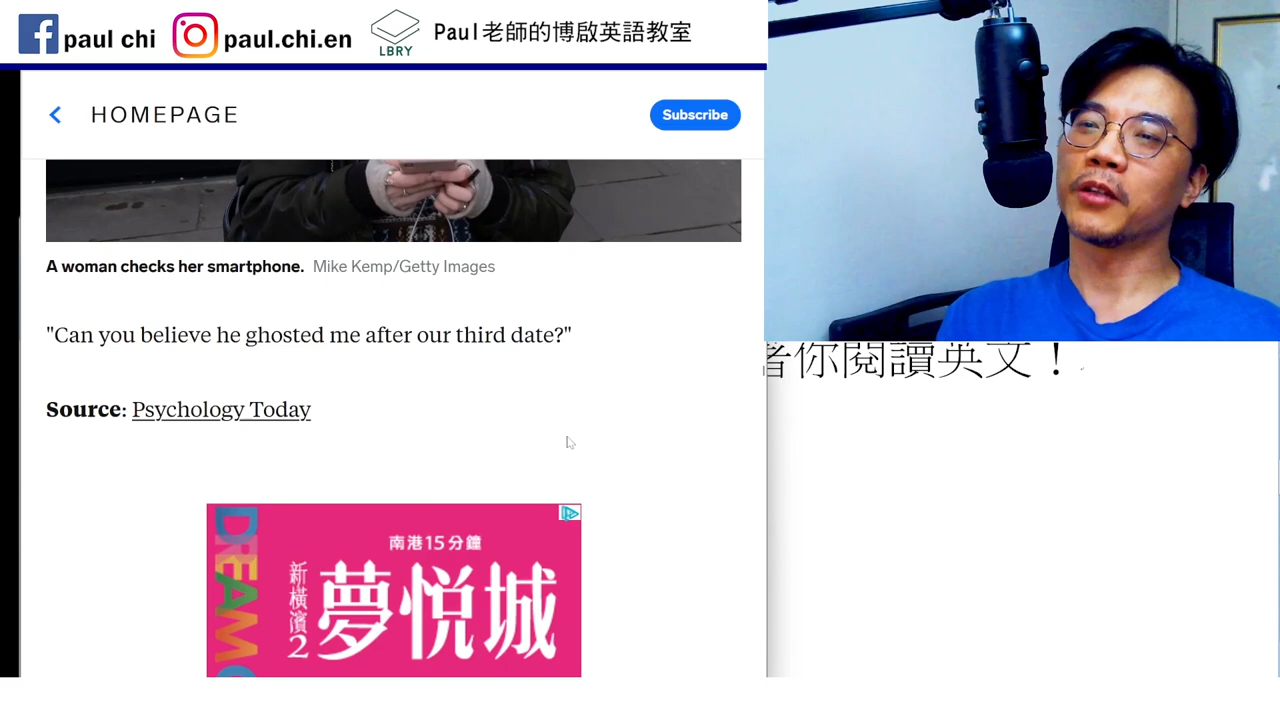 paul chi
paul.chi.en
LBRY
Paul老師的博啟英語教室
HOMEPAGE
Subscribe
A woman checks her smartphone. Mike Kemp/Getty Images
"Can you believe he ghosted me after our third date?"
Source: Psychology Today
著你閱讀英文！
南港15分鐘
新橫濱2
夢悅城
DREAM